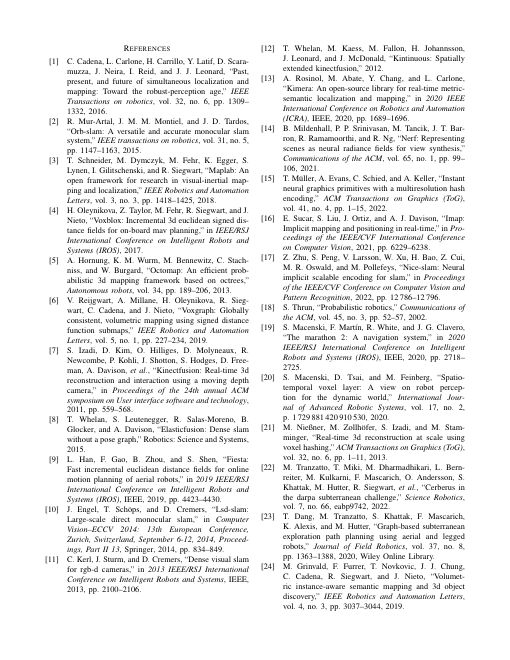 REFERENCES
[1] C. Cadena, L. Carlone, H. Carrillo, Y. Latif, D. Scara-
muzza, J. Neira, I. Reid, and J. J. Leonard, “Past,
present, and future of simultaneous localization and
mapping: Toward the robust-perception age,” IEEE
Transactions on robotics, vol. 32, no. 6, pp. 1309–
1332, 2016.
[2] R. Mur-Artal, J. M. M. Montiel, and J. D. Tardos,
“Orb-slam: A versatile and accurate monocular slam
system,” IEEE transactions on robotics, vol. 31, no. 5,
pp. 1147–1163, 2015.
[3] T. Schneider, M. Dymczyk, M. Fehr, K. Egger, S.
Lynen, I. Gilitschenski, and R. Siegwart, “Maplab: An
open framework for research in visual-inertial map-
ping and localization,” IEEE Robotics and Automation
Letters, vol. 3, no. 3, pp. 1418–1425, 2018.
[4] H. Oleynikova, Z. Taylor, M. Fehr, R. Siegwart, and J.
Nieto, “Voxblox: Incremental 3d euclidean signed dis-
tance fields for on-board mav planning,” in IEEE/RSJ
International Conference on Intelligent Robots and
Systems (IROS), 2017.
[5] A. Hornung, K. M. Wurm, M. Bennewitz, C. Stach-
niss, and W. Burgard, “Octomap: An efficient prob-
abilistic 3d mapping framework based on octrees,”
Autonomous robots, vol. 34, pp. 189–206, 2013.
[6] V. Reijgwart, A. Millane, H. Oleynikova, R. Sieg-
wart, C. Cadena, and J. Nieto, “Voxgraph: Globally
consistent, volumetric mapping using signed distance
function submaps,” IEEE Robotics and Automation
Letters, vol. 5, no. 1, pp. 227–234, 2019.
[7] S. Izadi, D. Kim, O. Hilliges, D. Molyneaux, R.
Newcombe, P. Kohli, J. Shotton, S. Hodges, D. Free-
man, A. Davison, et al., “Kinectfusion: Real-time 3d
reconstruction and interaction using a moving depth
camera,” in Proceedings of the 24th annual ACM
symposium on User interface software and technology,
2011, pp. 559–568.
[8] T. Whelan, S. Leutenegger, R. Salas-Moreno, B.
Glocker, and A. Davison, “Elasticfusion: Dense slam
without a pose graph,” Robotics: Science and Systems,
2015.
[9] L. Han, F. Gao, B. Zhou, and S. Shen, “Fiesta:
Fast incremental euclidean distance fields for online
motion planning of aerial robots,” in 2019 IEEE/RSJ
International Conference on Intelligent Robots and
Systems (IROS), IEEE, 2019, pp. 4423–4430.
[10] J. Engel, T. Schöps, and D. Cremers, “Lsd-slam:
Large-scale direct monocular slam,” in Computer
Vision–ECCV 2014: 13th European Conference,
Zurich, Switzerland, September 6-12, 2014, Proceed-
ings, Part II 13, Springer, 2014, pp. 834–849.
[11] C. Kerl, J. Sturm, and D. Cremers, “Dense visual slam
for rgb-d cameras,” in 2013 IEEE/RSJ International
Conference on Intelligent Robots and Systems, IEEE,
2013, pp. 2100–2106.
[12] T. Whelan, M. Kaess, M. Fallon, H. Johannsson,
J. Leonard, and J. McDonald, “Kintinuous: Spatially
extended kinectfusion,” 2012.
[13] A. Rosinol, M. Abate, Y. Chang, and L. Carlone,
“Kimera: An open-source library for real-time metric-
semantic localization and mapping,” in 2020 IEEE
International Conference on Robotics and Automation
(ICRA), IEEE, 2020, pp. 1689–1696.
[14] B. Mildenhall, P. P. Srinivasan, M. Tancik, J. T. Bar-
ron, R. Ramamoorthi, and R. Ng, “Nerf: Representing
scenes as neural radiance fields for view synthesis,”
Communications of the ACM, vol. 65, no. 1, pp. 99–
106, 2021.
[15] T. Müller, A. Evans, C. Schied, and A. Keller, “Instant
neural graphics primitives with a multiresolution hash
encoding,” ACM Transactions on Graphics (ToG),
vol. 41, no. 4, pp. 1–15, 2022.
[16] E. Sucar, S. Liu, J. Ortiz, and A. J. Davison, “Imap:
Implicit mapping and positioning in real-time,” in Pro-
ceedings of the IEEE/CVF International Conference
on Computer Vision, 2021, pp. 6229–6238.
[17] Z. Zhu, S. Peng, V. Larsson, W. Xu, H. Bao, Z. Cui,
M. R. Oswald, and M. Pollefeys, “Nice-slam: Neural
implicit scalable encoding for slam,” in Proceedings
of the IEEE/CVF Conference on Computer Vision and
Pattern Recognition, 2022, pp. 12 786–12 796.
[18] S. Thrun, “Probabilistic robotics,” Communications of
the ACM, vol. 45, no. 3, pp. 52–57, 2002.
[19] S. Macenski, F. Martín, R. White, and J. G. Clavero,
“The marathon 2: A navigation system,” in 2020
IEEE/RSJ International Conference on Intelligent
Robots and Systems (IROS), IEEE, 2020, pp. 2718–
2725.
[20] S. Macenski, D. Tsai, and M. Feinberg, “Spatio-
temporal voxel layer: A view on robot percep-
tion for the dynamic world,” International Jour-
nal of Advanced Robotic Systems, vol. 17, no. 2,
p. 1 729 881 420 910 530, 2020.
[21] M. Nießner, M. Zollhöfer, S. Izadi, and M. Stam-
minger, “Real-time 3d reconstruction at scale using
voxel hashing,” ACM Transactions on Graphics (ToG),
vol. 32, no. 6, pp. 1–11, 2013.
[22] M. Tranzatto, T. Miki, M. Dharmadhikari, L. Bern-
reiter, M. Kulkarni, F. Mascarich, O. Andersson, S.
Khattak, M. Hutter, R. Siegwart, et al., “Cerberus in
the darpa subterranean challenge,” Science Robotics,
vol. 7, no. 66, eabp9742, 2022.
[23] T. Dang, M. Tranzatto, S. Khattak, F. Mascarich,
K. Alexis, and M. Hutter, “Graph-based subterranean
exploration path planning using aerial and legged
robots,” Journal of Field Robotics, vol. 37, no. 8,
pp. 1363–1388, 2020, Wiley Online Library.
[24] M. Grinvald, F. Furrer, T. Novkovic, J. J. Chung,
C. Cadena, R. Siegwart, and J. Nieto, “Volumet-
ric instance-aware semantic mapping and 3d object
discovery,” IEEE Robotics and Automation Letters,
vol. 4, no. 3, pp. 3037–3044, 2019.